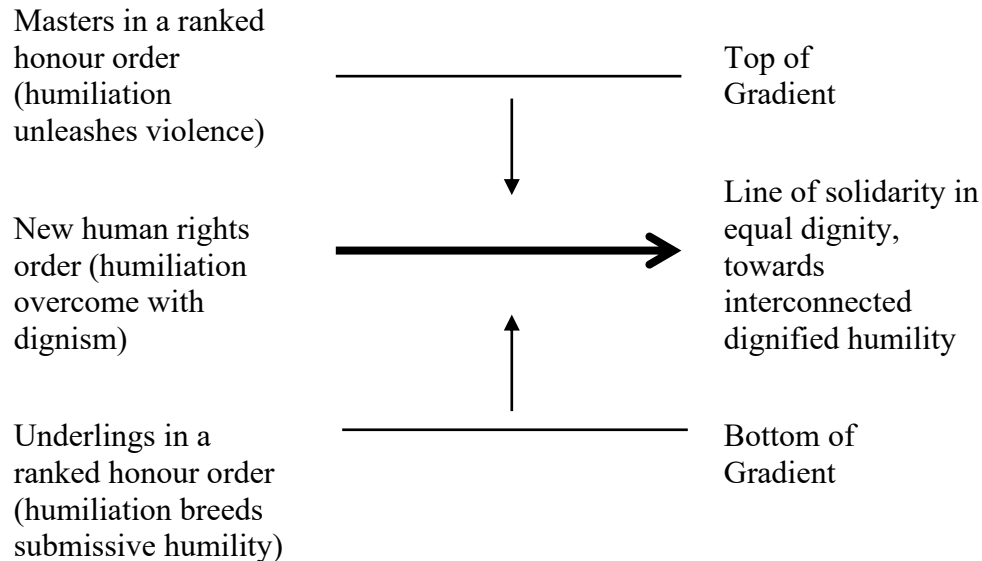 Masters in a ranked
honour order
(humiliation
unleashes violence)
Top of
Gradient
New human rights
order (humiliation
overcome with
dignism)
Line of solidarity in
equal dignity,
towards
interconnected
dignified humility
Underlings in a
ranked honour order
(humiliation breeds
submissive humility)
Bottom of
Gradient